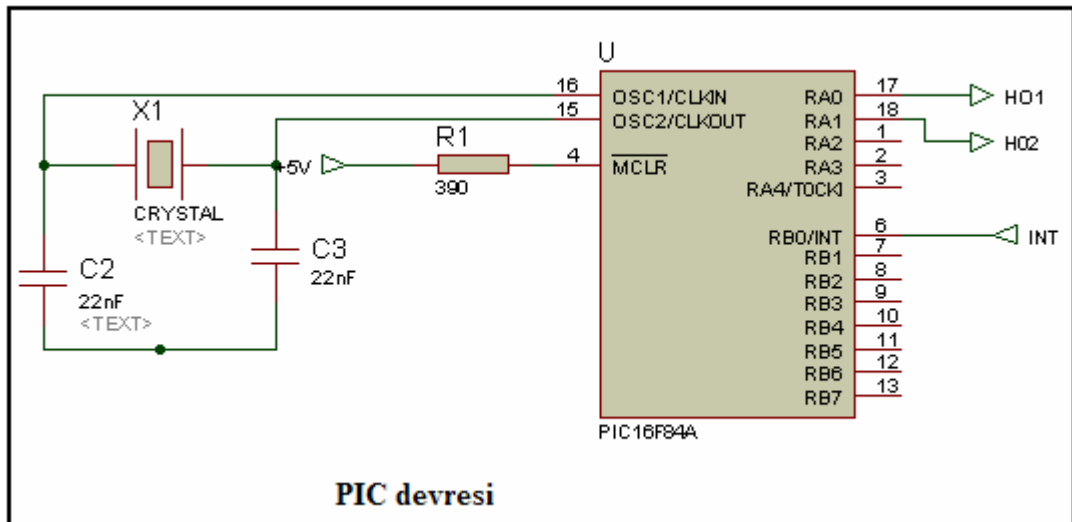 U
16
OSC1/CLKIN
RA0
17
HO1
15
OSC2/CLKOUT
RA1
18
RA2
1
HO2
X1
+5V
R1
390
4
MCLR
RA3
2
RA4/T0CKI
3
CRYSTAL
<TEXT>
RB0/INT
6
INT
RB1
7
C2
22nF
<TEXT>
C3
22nF
RB2
8
RB3
9
RB4
10
RB5
11
RB6
12
RB7
13
PIC16F84A
PIC devresi